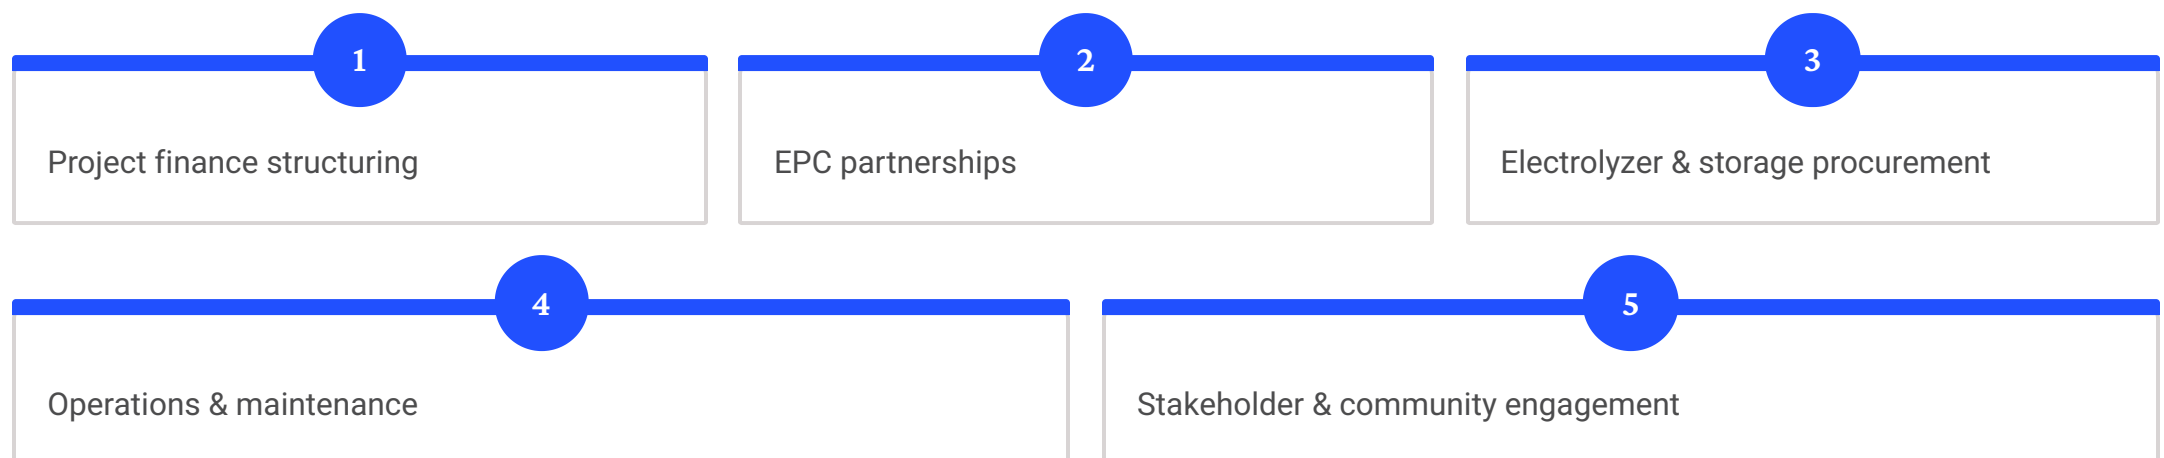 1
2
3
Project finance structuring
EPC partnerships
Electrolyzer & storage procurement
4
5
Operations & maintenance
Stakeholder & community engagement